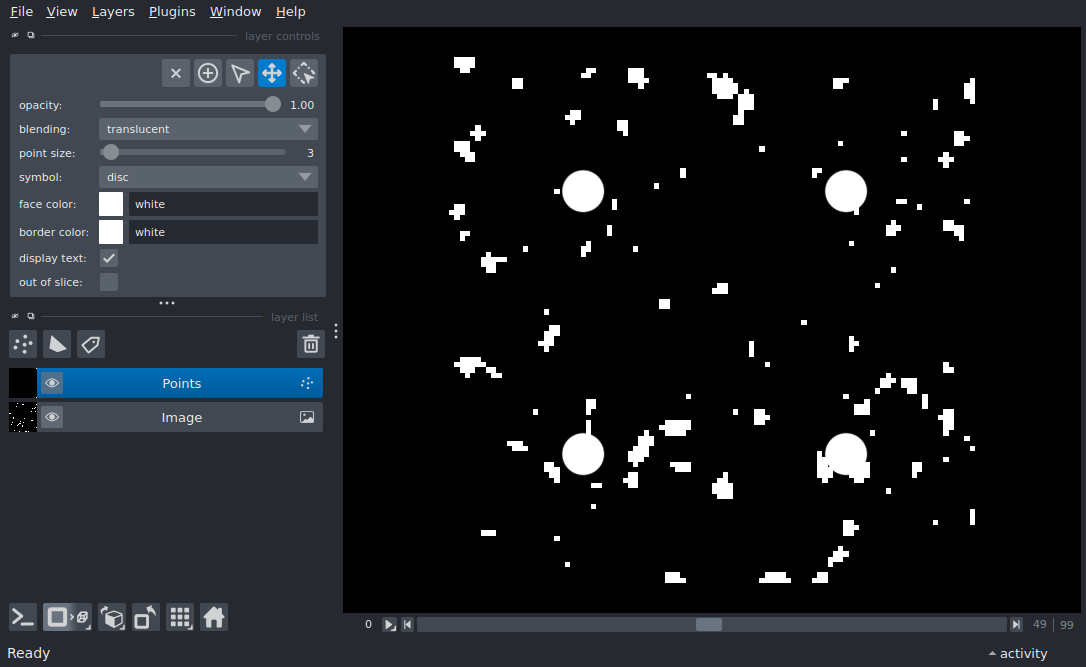 File View Layers Plugins Window Help
layer controls
opacity: 1.00
blending: translucent
point size: 3
symbol: disc
face color: white
border color: white
display text:
out of slice:
layer list
Points
Image
0 49 99
Ready activity